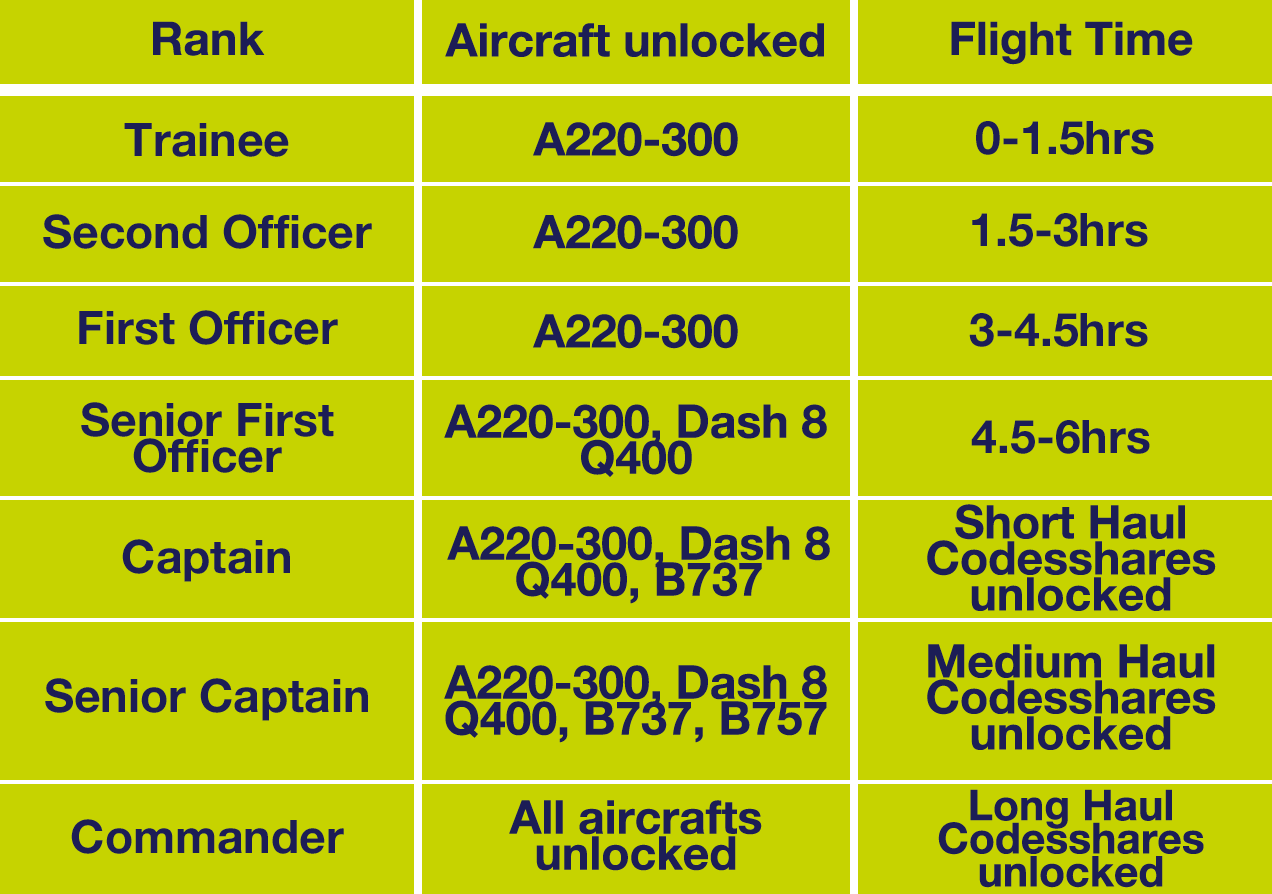 Rank
Aircraft unlocked
Flight Time
Trainee
A220-300
0-1.5hrs
Second Officer
A220-300
1.5-3hrs
First Officer
A220-300
3-4.5hrs
Senior First
Officer
A220-300, Dash 8
Q400
4.5-6hrs
Captain
A220-300, Dash 8
Q400, B737
Short Haul
Codesshares
unlocked
Senior Captain
A220-300, Dash 8
Q400, B737, B757
Medium Haul
Codesshares
unlocked
Commander
All aircrafts
unlocked
Long Haul
Codesshares
unlocked